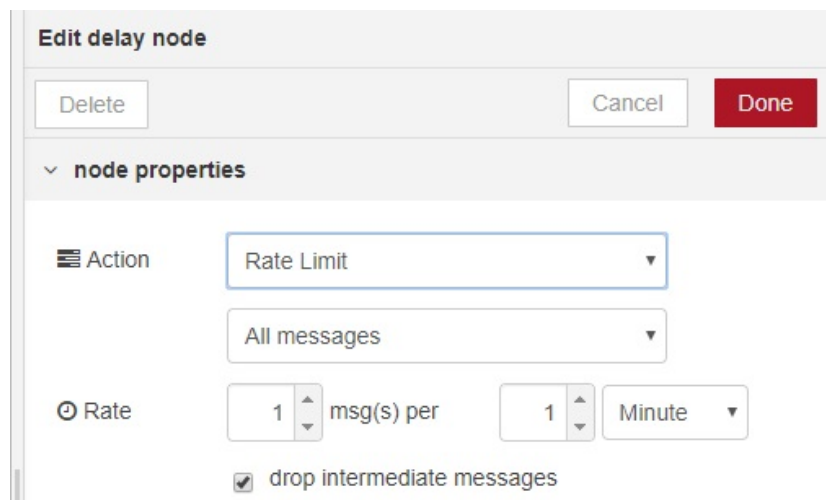 Edit delay node
Delete Cancel Done
node properties
Action Rate Limit
All messages
Rate 1 msg(s) per 1 Minute
drop intermediate messages